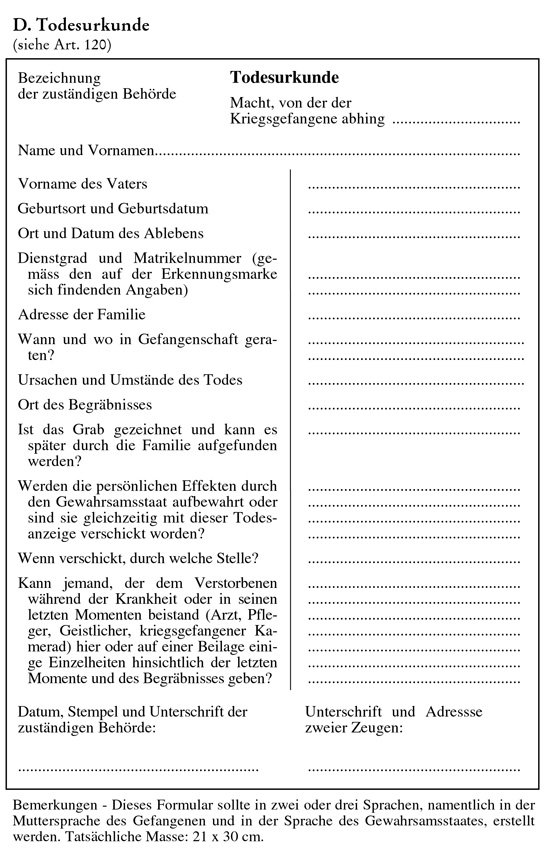 D. Todesurkunde
(siehe Art. 120)
Bezeichnung
der zuständigen Behörde
Todesurkunde
Macht, von der der
Kriegsgefangene abhing ................................
Name und Vornamen............................................................................................
Vorname des Vaters ......................................................
Geburtsort und Geburtsdatum ......................................................
Ort und Datum des Ablebens ......................................................
Dienstgrad und Matrikelnummer (ge-
mäss den auf der Erkennungsmarke ......................................................
sich findenden Angaben) ......................................................
Adresse der Familie ......................................................
Wann und wo in Gefangenschaft gera- ......................................................
ten? ......................................................
Ursachen und Umstände des Todes ......................................................
Ort des Begräbnisses ......................................................
Ist das Grab gezeichnet und kann es ......................................................
später durch die Familie aufgefunden
werden?
Werden die persönlichen Effekten durch ......................................................
den Gewahrsamsstaat aufbewahrt oder ......................................................
sind sie gleichzeitig mit dieser Todes- ......................................................
anzeige verschickt worden? ......................................................
Wenn verschickt, durch welche Stelle? ......................................................
Kann jemand, der dem Verstorbenen ......................................................
während der Krankheit oder in seinen ......................................................
letzten Momenten beistand (Arzt, Pfle- ......................................................
ger, Geistlicher, kriegsgefangener Ka- ......................................................
merad) hier oder auf einer Beilage eini- ......................................................
ge Einzelheiten hinsichtlich der letzten ......................................................
Momente und des Begräbnisses geben? ......................................................
Datum, Stempel und Unterschrift der
zuständigen Behörde:
............................................................
Unterschrift und Adressse
zweier Zeugen:
......................................................
Bemerkungen - Dieses Formular sollte in zwei oder drei Sprachen, namentlich in der
Muttersprache des Gefangenen und in der Sprache des Gewahrsamsstaates, erstellt
werden. Tatsächliche Masse: 21 x 30 cm.